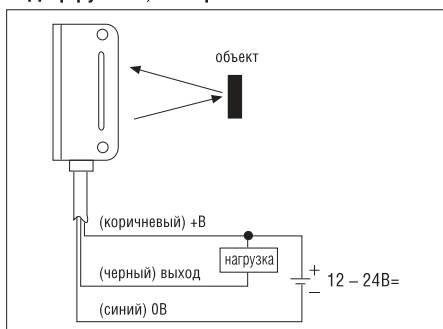 объект
(коричневый) +В
нагрузка
(черный) выход
+
12 – 24В=
–
(синий) 0В